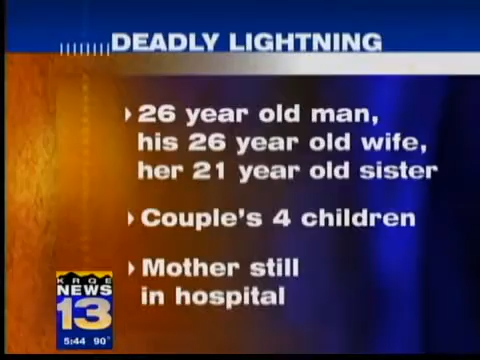 DEADLY LIGHTNING
26 year old man,
his 26 year old wife,
her 21 year old sister
Couple's 4 children
Mother still
in hospital
KRQE
NEWS
13
5:44 90°